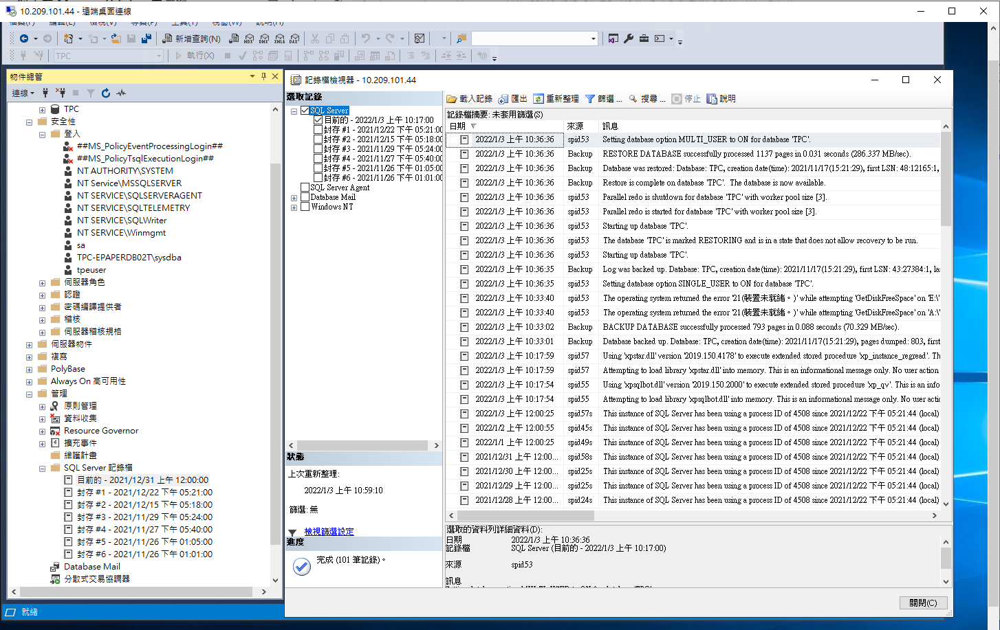 10.209.101.44 - 遠端桌面連線
檔案(F) 編輯(E) 檢視(V) 專案(P) 工具(T) 視窗(W) 說明(H)
新增查詢(N) MDX DMX XMLA DAX
TPC 執行(X)
物件總管
連線
TPC
安全性
登入
##MS_PolicyEventProcessingLogin##
##MS_PolicyTsqlExecutionLogin##
NT AUTHORITY\SYSTEM
NT Service\MSSQLSERVER
NT SERVICE\SQLSERVERAGENT
NT SERVICE\SQLTELEMETRY
NT SERVICE\SQLWriter
NT SERVICE\Winmgmt
sa
TPC-EPAPERDB02T\sysdba
tpeuser
伺服器角色
認證
密碼編譯提供者
稽核
伺服器稽核規格
伺服器物件
複寫
PolyBase
Always On 高可用性
管理
原則管理
資料收集
Resource Governor
擴充事件
維護計畫
SQL Server 記錄檔
目前的 - 2021/12/31 上午 12:00:00
封存 #1 - 2021/12/22 下午 05:21:00
封存 #2 - 2021/12/15 下午 05:18:00
封存 #3 - 2021/11/29 下午 05:24:00
封存 #4 - 2021/11/27 下午 05:40:00
封存 #5 - 2021/11/26 下午 01:05:00
封存 #6 - 2021/11/26 下午 01:01:00
Database Mail
分散式交易協調器
就緒
記錄檔檢視器 - 10.209.101.44
選取記錄
SQL Server
目前的 - 2022/1/3 上午 10:17:00
封存 #1 - 2021/12/22 下午 05:21:00
封存 #2 - 2021/12/15 下午 05:18:00
封存 #3 - 2021/11/29 下午 05:24:00
封存 #4 - 2021/11/27 下午 05:40:00
封存 #5 - 2021/11/26 下午 01:05:00
封存 #6 - 2021/11/26 下午 01:01:00
SQL Server Agent
Database Mail
Windows NT
狀態
上次重新整理:
2022/1/3 上午 10:59:10
篩選: 無
檢視篩選設定
進度
完成 (101 筆記錄)。
載入記錄 匯出 重新整理 篩選 ... 搜尋 ... 停止 說明
記錄檔摘要: 未套用篩選(S)
日期 來源 訊息
2022/1/3 上午 10:36:36 spid53 Setting database option MULTI_USER to ON for database 'TPC'.
2022/1/3 上午 10:36:36 Backup RESTORE DATABASE successfully processed 1137 pages in 0.031 seconds (286.337 MB/sec).
2022/1/3 上午 10:36:36 Backup Database was restored: Database: TPC, creation date(time): 2021/11/17(15:21:29), first LSN: 48:12165:1,
2022/1/3 上午 10:36:36 Backup Restore is complete on database 'TPC'. The database is now available.
2022/1/3 上午 10:36:36 spid53 Parallel redo is shutdown for database 'TPC' with worker pool size [3].
2022/1/3 上午 10:36:36 spid53 Parallel redo is started for database 'TPC' with worker pool size [3].
2022/1/3 上午 10:36:36 spid53 Starting up database 'TPC'.
2022/1/3 上午 10:36:36 spid53 The database 'TPC' is marked RESTORING and is in a state that does not allow recovery to be run.
2022/1/3 上午 10:36:36 spid53 Starting up database 'TPC'.
2022/1/3 上午 10:36:35 Backup Log was backed up. Database: TPC, creation date(time): 2021/11/17(15:21:29), first LSN: 43:27384:1, la
2022/1/3 上午 10:36:35 spid53 Setting database option SINGLE_USER to ON for database 'TPC'.
2022/1/3 上午 10:33:40 spid53 The operating system returned the error '21(裝置未就緒。)' while attempting 'GetDiskFreeSpace' on 'E:\'
2022/1/3 上午 10:33:40 spid53 The operating system returned the error '21(裝置未就緒。)' while attempting 'GetDiskFreeSpace' on 'A:\'
2022/1/3 上午 10:33:02 Backup BACKUP DATABASE successfully processed 793 pages in 0.088 seconds (70.329 MB/sec).
2022/1/3 上午 10:33:01 Backup Database backed up. Database: TPC, creation date(time): 2021/11/17(15:21:29), pages dumped: 803, first
2022/1/3 上午 10:17:59 spid57 Using 'xpstar.dll' version '2019.150.4178' to execute extended stored procedure 'xp_instance_regread'. Th
2022/1/3 上午 10:17:59 spid57 Attempting to load library 'xpstar.dll' into memory. This is an informational message only. No user action
2022/1/3 上午 10:17:54 spid55 Using 'xpsqlbot.dll' version '2019.150.2000' to execute extended stored procedure 'xp_qv'. This is an info
2022/1/3 上午 10:17:54 spid55 Attempting to load library 'xpsqlbot.dll' into memory. This is an informational message only. No user actio
2022/1/3 上午 12:00:25 spid57s This instance of SQL Server has been using a process ID of 4508 since 2021/12/22 下午 05:21:44 (local)
2022/1/2 上午 12:00:55 spid45s This instance of SQL Server has been using a process ID of 4508 since 2021/12/22 下午 05:21:44 (local)
2022/1/1 上午 12:00:25 spid49s This instance of SQL Server has been using a process ID of 4508 since 2021/12/22 下午 05:21:44 (local)
2021/12/31 上午 12:00... spid58s This instance of SQL Server has been using a process ID of 4508 since 2021/12/22 下午 05:21:44 (local)
2021/12/30 上午 12:00... spid25s This instance of SQL Server has been using a process ID of 4508 since 2021/12/22 下午 05:21:44 (local)
2021/12/29 上午 12:00... spid25s This instance of SQL Server has been using a process ID of 4508 since 2021/12/22 下午 05:21:44 (local)
2021/12/28 上午 12:00... spid24s This instance of SQL Server has been using a process ID of 4508 since 2021/12/22 下午 05:21:44 (local)
選取的資料列詳細資料(D):
日期 2022/1/3 上午 10:36:36
記錄檔 SQL Server (目前的 - 2022/1/3 上午 10:17:00)
來源 spid53
訊息
關閉(C)